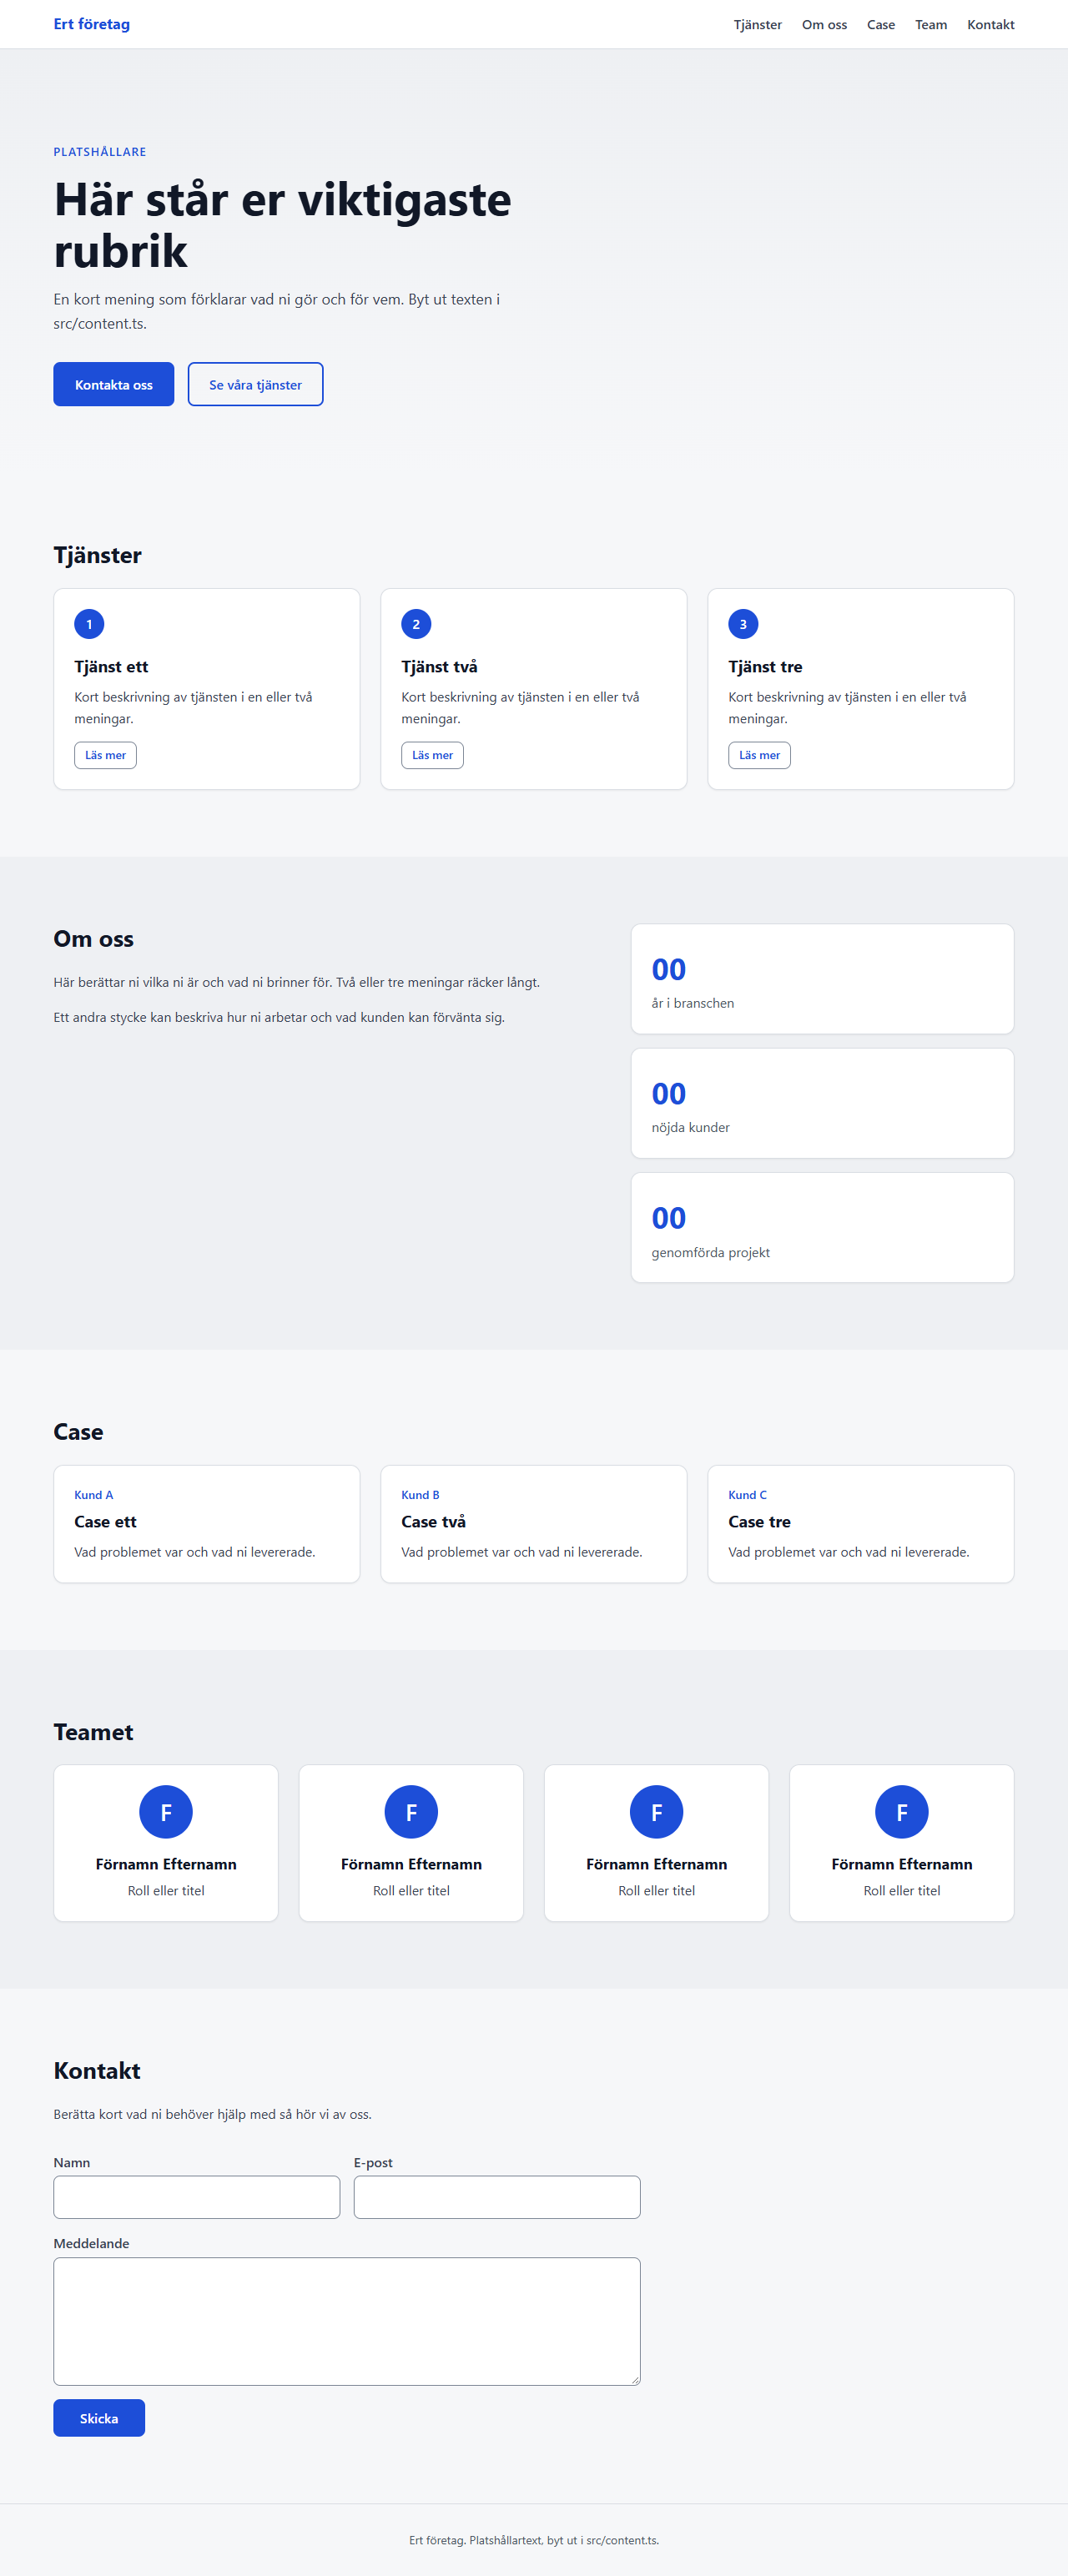 Ert företag
Tjänster Om oss Case Team Kontakt
PLATSHÅLLARE
Här står er viktigaste
rubrik
En kort mening som förklarar vad ni gör och för vem. Byt ut texten i
src/content.ts.
Kontakta oss Se våra tjänster
Tjänster
1
Tjänst ett
Kort beskrivning av tjänsten i en eller två
meningar.
Läs mer
2
Tjänst två
Kort beskrivning av tjänsten i en eller två
meningar.
Läs mer
3
Tjänst tre
Kort beskrivning av tjänsten i en eller två
meningar.
Läs mer
Om oss
Här berättar ni vilka ni är och vad ni brinner för. Två eller tre meningar räcker långt.
Ett andra stycke kan beskriva hur ni arbetar och vad kunden kan förvänta sig.
00
år i branschen
00
nöjda kunder
00
genomförda projekt
Case
Kund A
Case ett
Vad problemet var och vad ni levererade.
Kund B
Case två
Vad problemet var och vad ni levererade.
Kund C
Case tre
Vad problemet var och vad ni levererade.
Teamet
F
Förnamn Efternamn
Roll eller titel
F
Förnamn Efternamn
Roll eller titel
F
Förnamn Efternamn
Roll eller titel
F
Förnamn Efternamn
Roll eller titel
Kontakt
Berätta kort vad ni behöver hjälp med så hör vi av oss.
Namn
E-post
Meddelande
Skicka
Ert företag. Platshållartext, byt ut i src/content.ts.